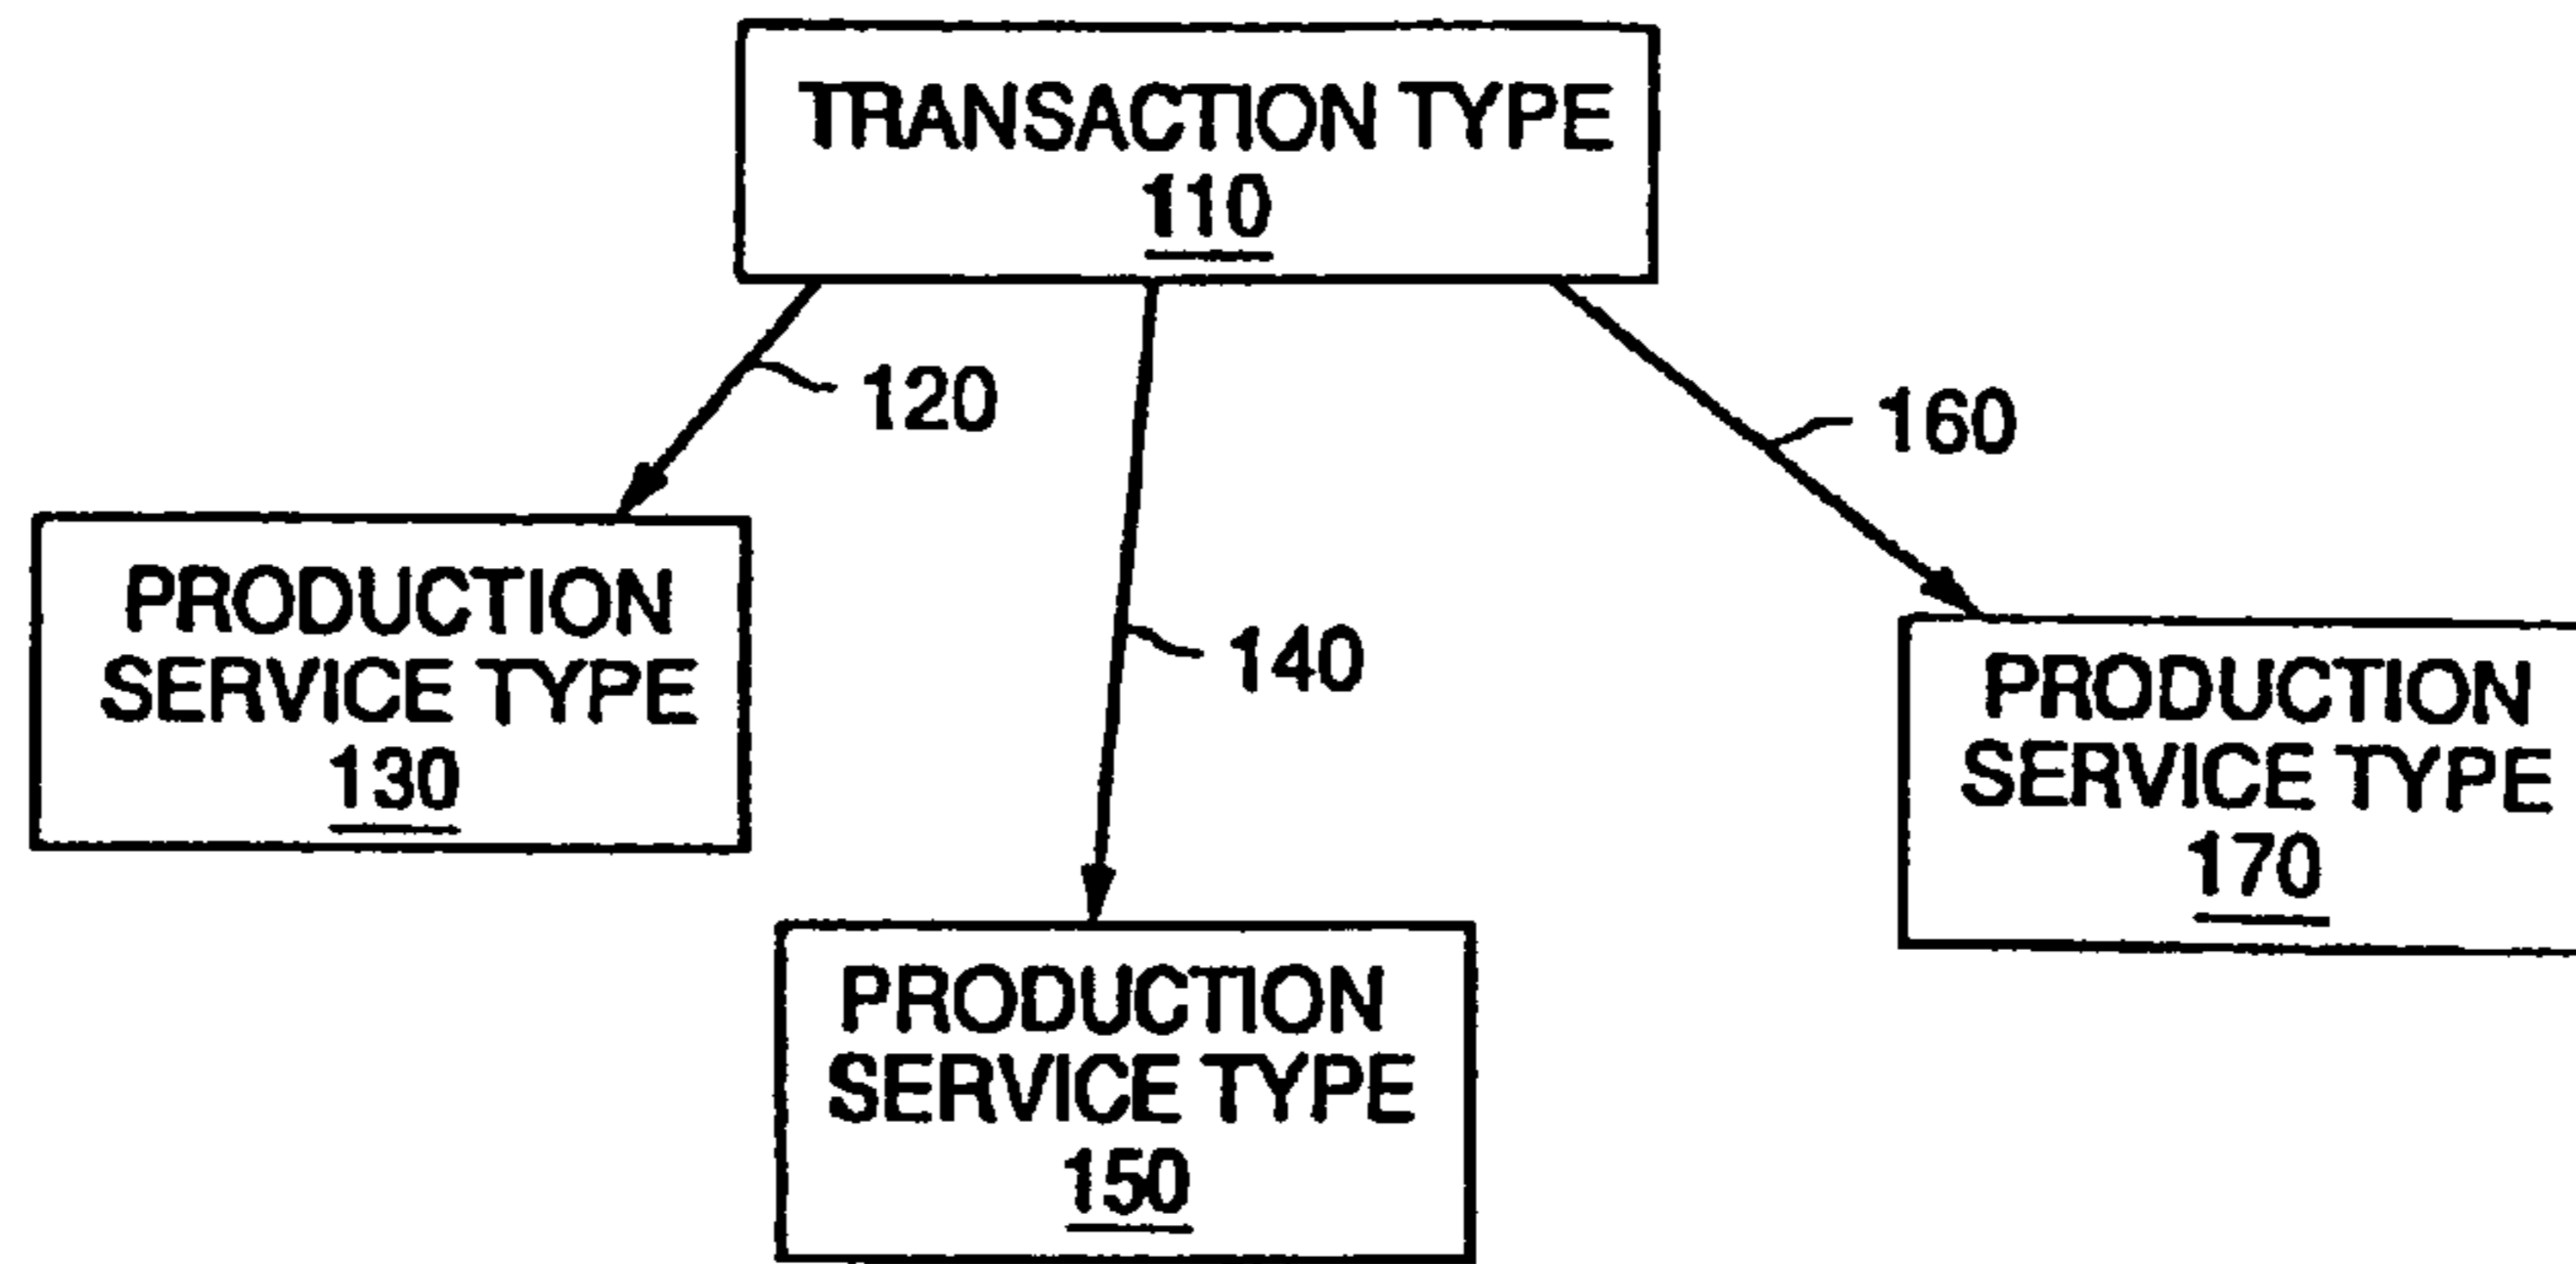 TRANSACTION TYPE
110
120
160
PRODUCTION
SERVICE TYPE
130
140
PRODUCTION
SERVICE TYPE
170
PRODUCTION
SERVICE TYPE
150